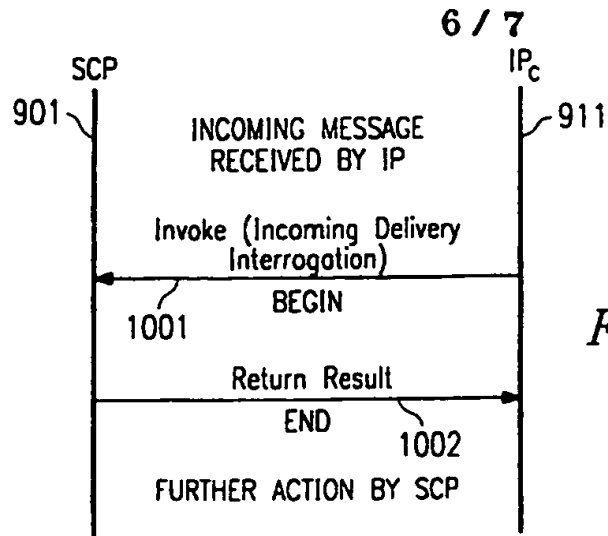 6 / 7
SCP
IPc
901
911
INCOMING MESSAGE
RECEIVED BY IP
Invoke (Incoming Delivery
Interrogation)
BEGIN
1001
F
Return Result
END
1002
FURTHER ACTION BY SCP